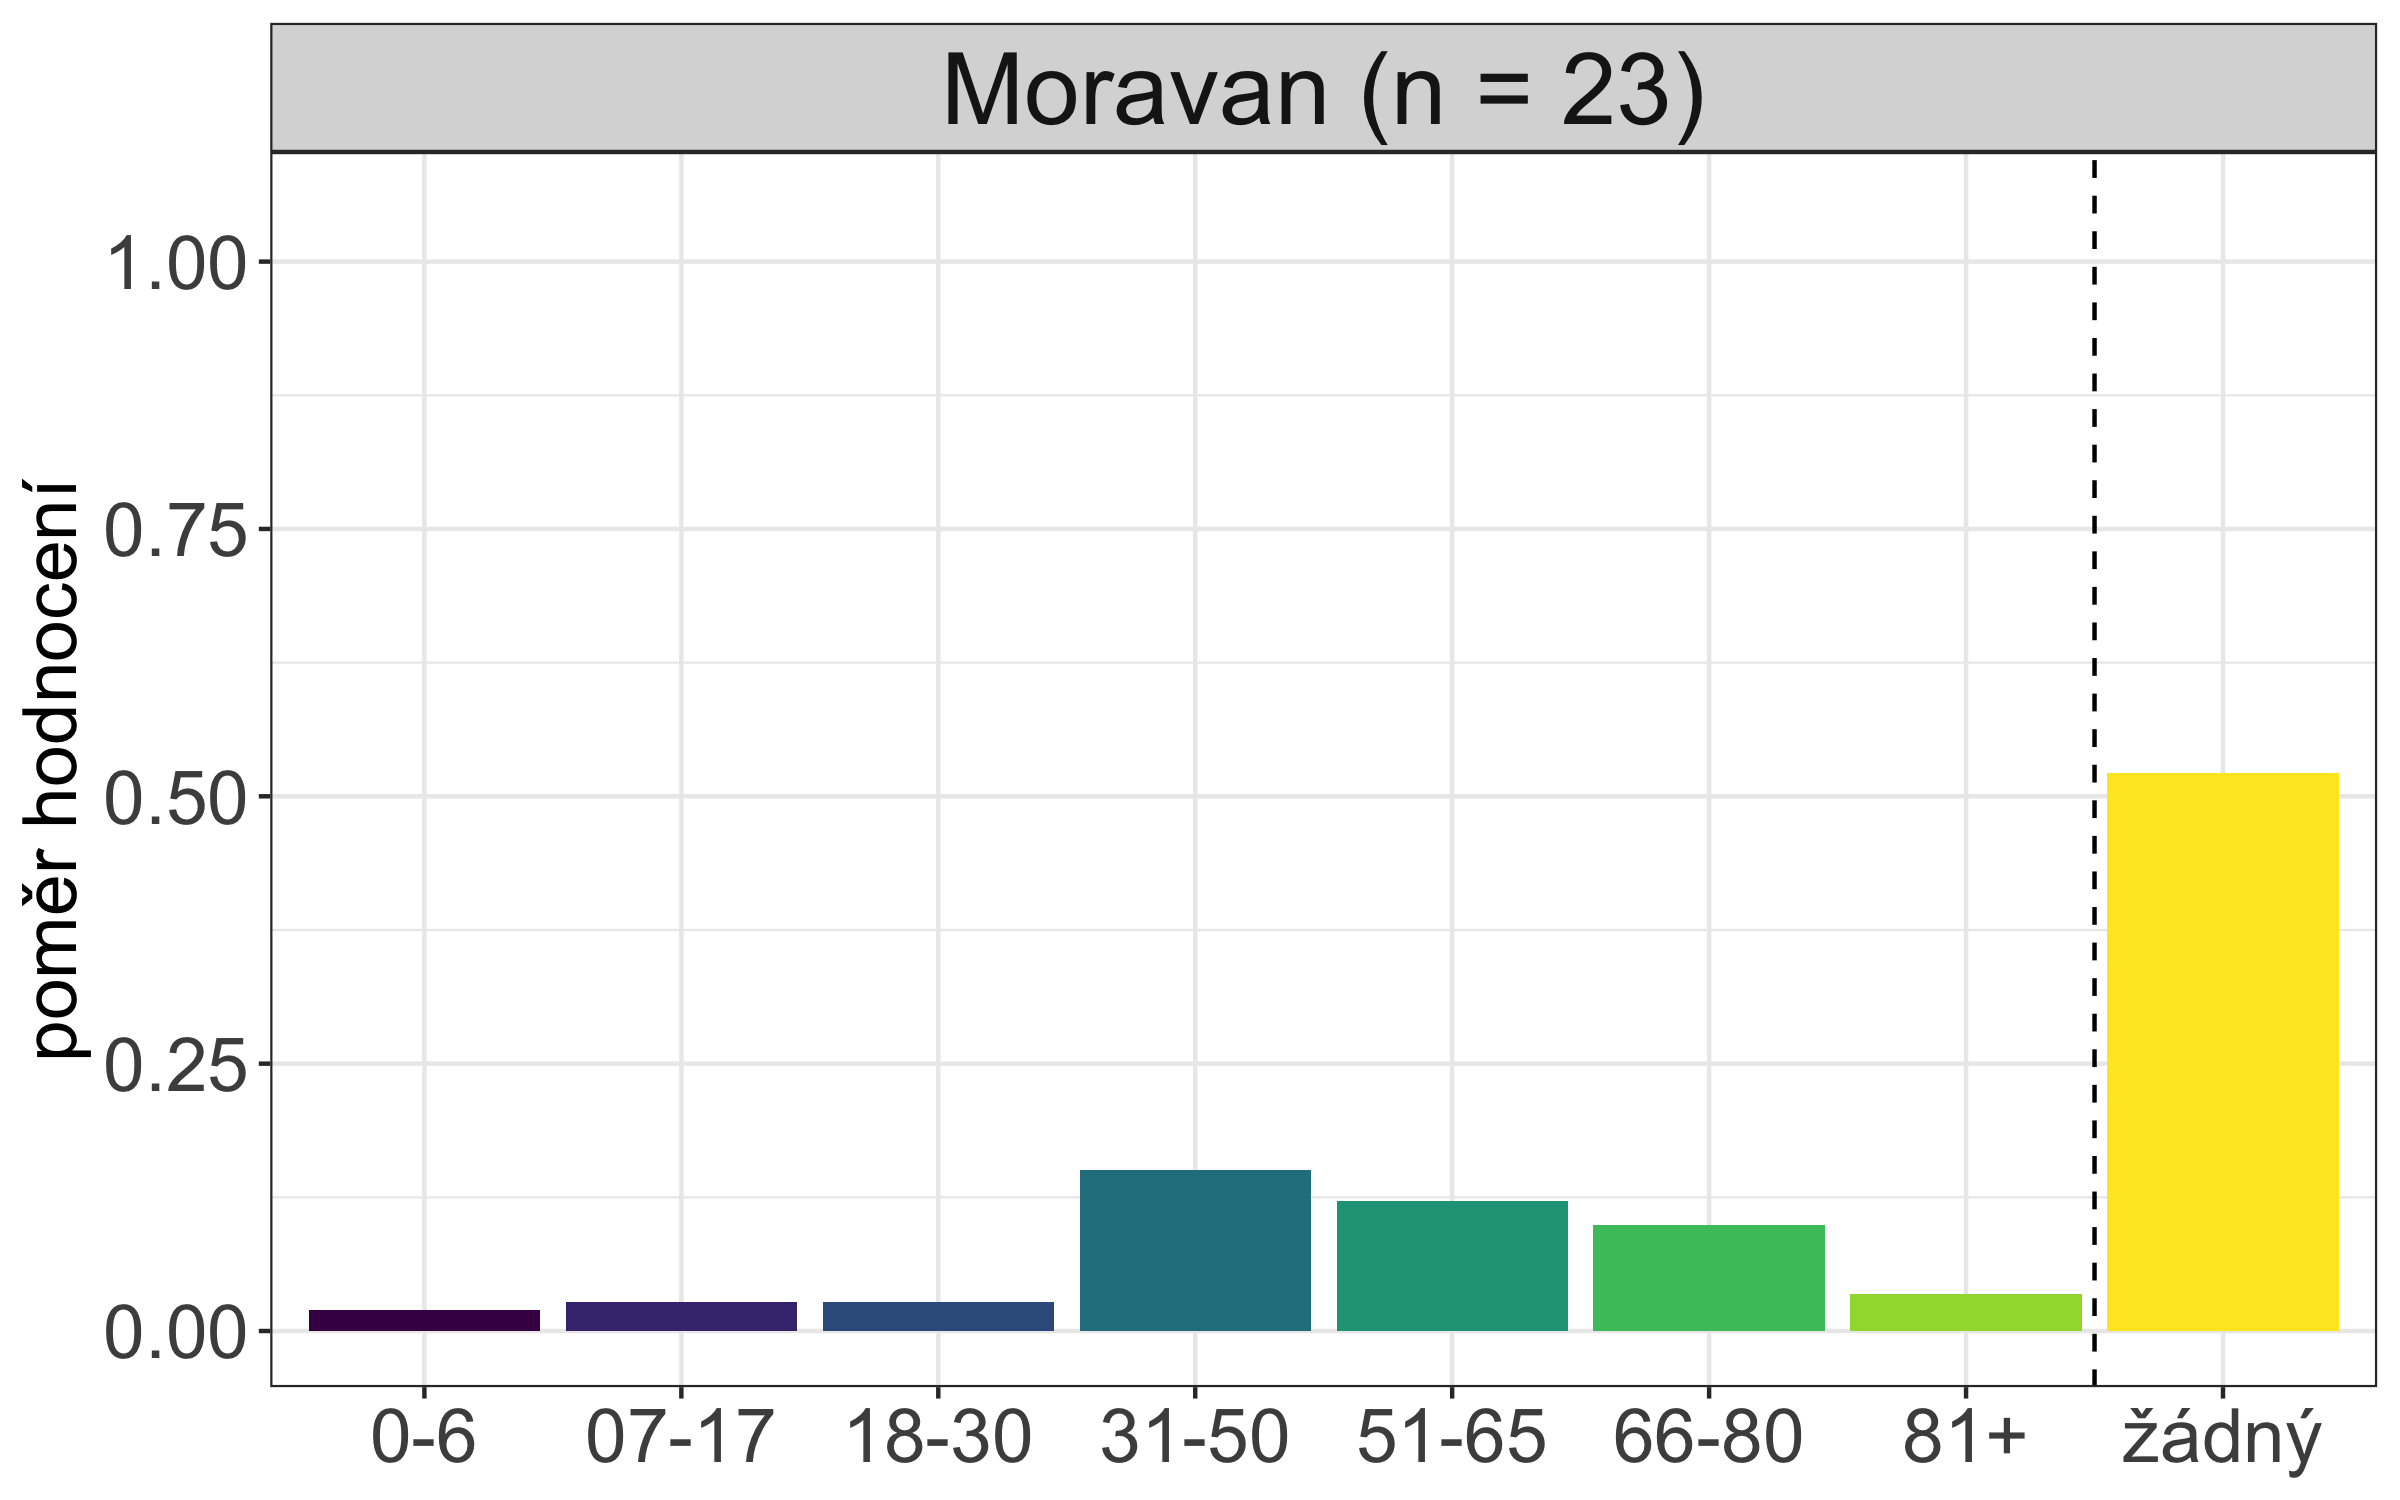 Moravan (n = 23)
poměr hodnocení
1.00
0.75
0.50
0.25
0.00
0-6 07-17 18-30 31-50 51-65 66-80 81+ žádný